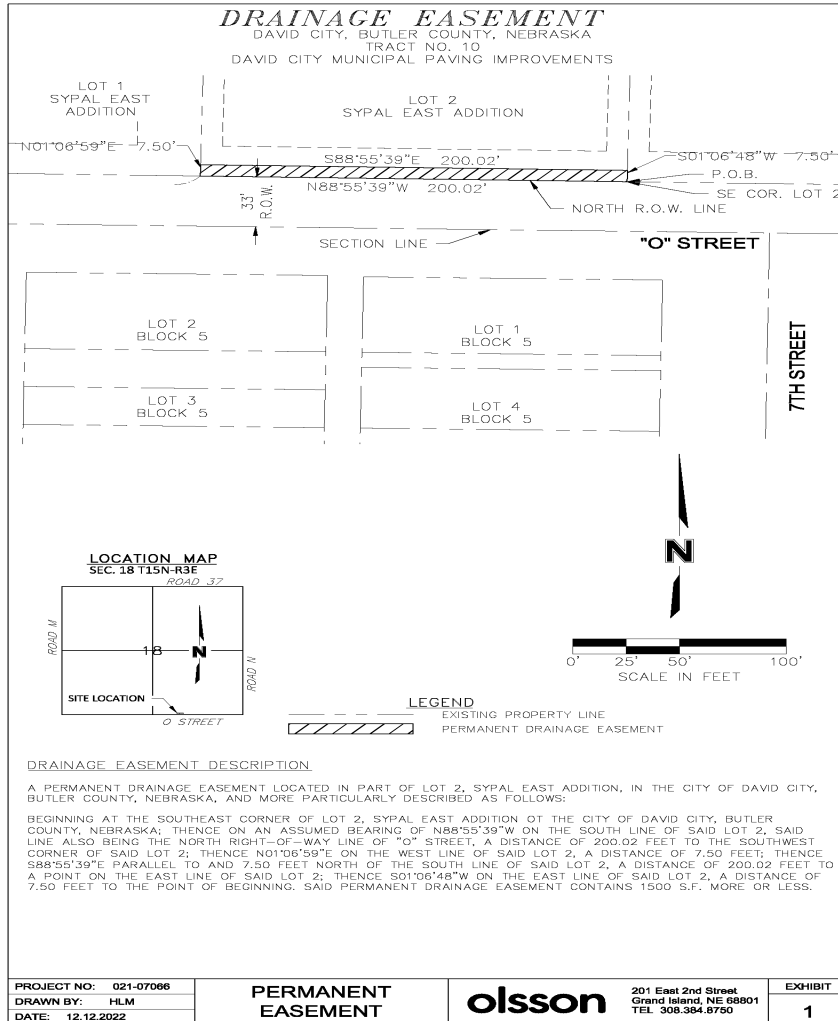 DRAINAGE EASEMENT
DAVID CITY, BUTLER COUNTY, NEBRASKA
TRACT NO. 10
DAVID CITY MUNICIPAL PAVING IMPROVEMENTS
LOT 1
SYPAL EAST
ADDITION
LOT 2
SYPAL EAST ADDITION
N01°06'59"E 7.50'
S88°55'39"E 200.02'
S01°06'48"W 7.50'
N88°55'39"W 200.02'
P.O.B.
SE COR. LOT 2
33'
R.O.W.
NORTH R.O.W. LINE
SECTION LINE
"O" STREET
7TH STREET
LOT 2
BLOCK 5
LOT 1
BLOCK 5
LOT 3
BLOCK 5
LOT 4
BLOCK 5
N
0' 25' 50' 100'
SCALE IN FEET
LOCATION MAP
SEC. 18 T15N-R3E
ROAD 37
ROAD M
18
N
ROAD N
SITE LOCATION
O STREET
LEGEND
EXISTING PROPERTY LINE
PERMANENT DRAINAGE EASEMENT
DRAINAGE EASEMENT DESCRIPTION
A PERMANENT DRAINAGE EASEMENT LOCATED IN PART OF LOT 2, SYPAL EAST ADDITION, IN THE CITY OF DAVID CITY,
BUTLER COUNTY, NEBRASKA, AND MORE PARTICULARLY DESCRIBED AS FOLLOWS:
BEGINNING AT THE SOUTHEAST CORNER OF LOT 2, SYPAL EAST ADDITION OT THE CITY OF DAVID CITY, BUTLER
COUNTY, NEBRASKA; THENCE ON AN ASSUMED BEARING OF N88°55'39"W ON THE SOUTH LINE OF SAID LOT 2, SAID
LINE ALSO BEING THE NORTH RIGHT-OF-WAY LINE OF "O" STREET, A DISTANCE OF 200.02 FEET TO THE SOUTHWEST
CORNER OF SAID LOT 2; THENCE N01°06'59"E ON THE WEST LINE OF SAID LOT 2, A DISTANCE OF 7.50 FEET; THENCE
S88°55'39"E PARALLEL TO AND 7.50 FEET NORTH OF THE SOUTH LINE OF SAID LOT 2, A DISTANCE OF 200.02 FEET TO
A POINT ON THE EAST LINE OF SAID LOT 2; THENCE S01°06'48"W ON THE EAST LINE OF SAID LOT 2, A DISTANCE OF
7.50 FEET TO THE POINT OF BEGINNING. SAID PERMANENT DRAINAGE EASEMENT CONTAINS 1500 S.F. MORE OR LESS.
PROJECT NO: 021-07066
DRAWN BY: HLM
DATE: 12.12.2022
PERMANENT
EASEMENT
olsson
201 East 2nd Street
Grand Island, NE 68801
TEL 308.384.8750
EXHIBIT
1